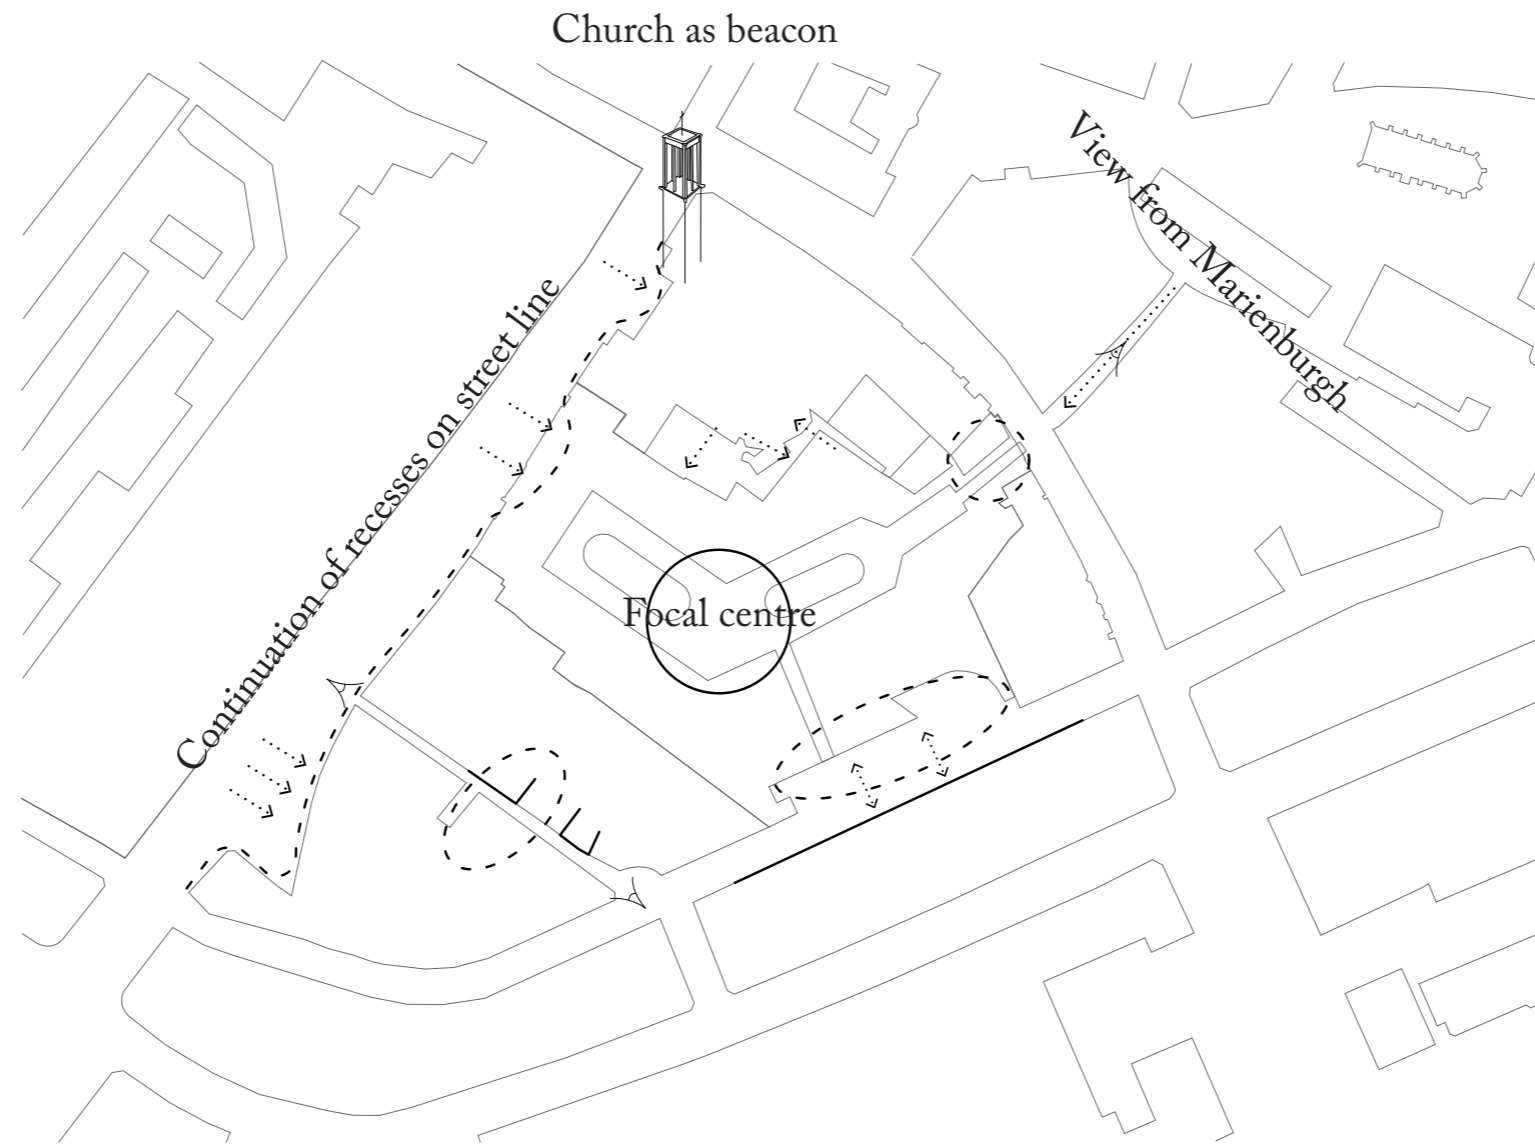 Church as beacon
View from Marienburgh
Continuation of recesses on street line
Focal centre